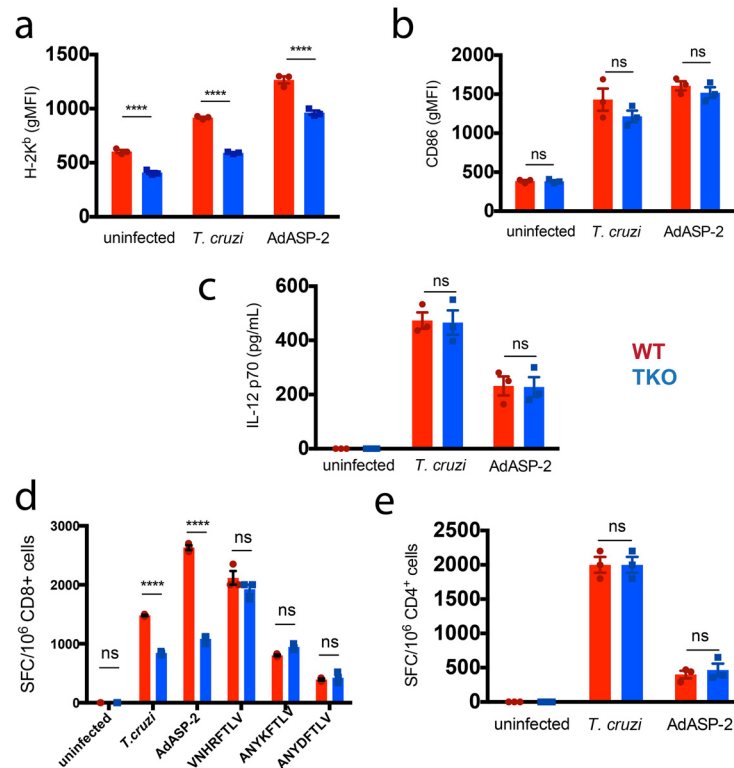 a
H-2Kᵇ (gMFI)
1500
1000
500
0
****
****
****
uninfected
T. cruzi
AdASP-2
b
CD86 (gMFI)
2000
1500
1000
500
0
ns
ns
ns
uninfected
T. cruzi
AdASP-2
c
IL-12 p70 (pg/mL)
600
400
200
0
ns
ns
uninfected
T. cruzi
AdASP-2
WT
TKO
d
SFC/10⁶ CD8+ cells
3000
2000
1000
0
ns
****
****
ns
ns
ns
uninfected
T.cruzi
AdASP-2
VNHRFTLV
ANYKFTLV
ANYDFTLV
e
SFC/10⁶ CD4⁺ cells
2500
2000
1500
1000
500
0
ns
ns
uninfected
T. cruzi
AdASP-2